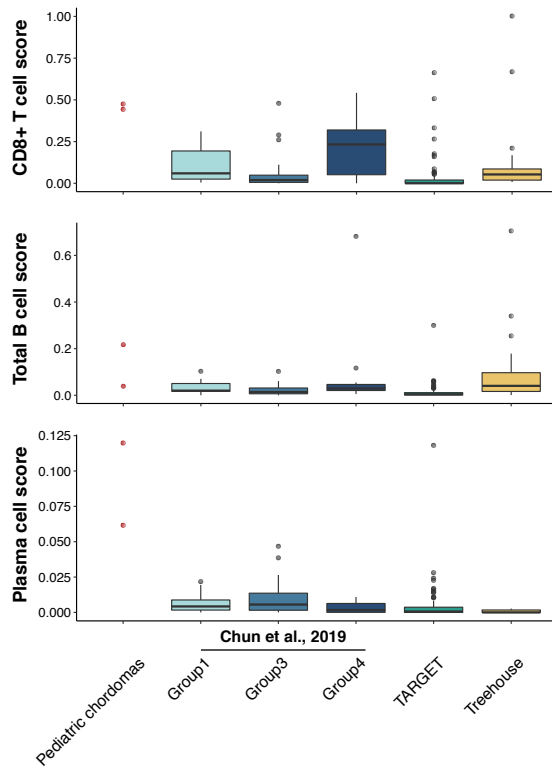 CD8+ T cell score
1.00
0.75
0.50
0.25
0.00
Total B cell score
0.6
0.4
0.2
0.0
Plasma cell score
0.125
0.100
0.075
0.050
0.025
0.000
Chun et al., 2019
Pediatric chordomas
Group1
Group3
Group4
TARGET
Treehouse